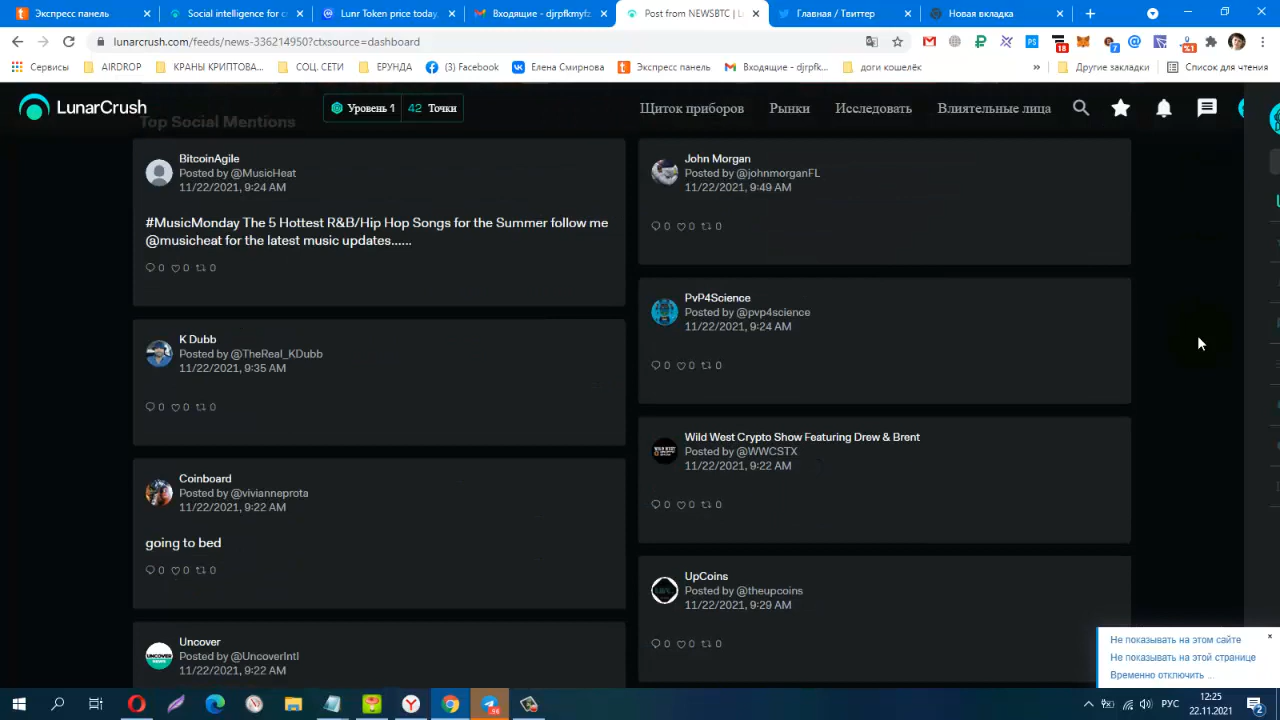 Экспресс панель
Social intelligence for c
Lunr Token price today,
Входящие - djrpfkmyfz
Post from NEWSBTC | L
Главная / Твиттер
Новая вкладка
lunarcrush.com/feeds/news-336214950?ctxsource=dashboard
18
7
%1
Сервисы
AIRDROP
КРАНЫ КРИПТОВА...
СОЦ. СЕТИ
ЕРУНДА
(3) Facebook
Елена Смирнова
Экспресс панель
Входящие - djrpfk...
доги кошелёк
»
Другие закладки
Список для чтения
LunarCrush
Уровень 1
42 Точки
Щиток приборов
Рынки
Исследовать
Влиятельные лица
Top Social Mentions
BitcoinAgile
Posted by @MusicHeat
11/22/2021, 9:24 AM
#MusicMonday The 5 Hottest R&B/Hip Hop Songs for the Summer follow me
@musicheat for the latest music updates......
0 0 0
K Dubb
Posted by @TheReal_KDubb
11/22/2021, 9:35 AM
0 0 0
Coinboard
Posted by @vivianneprota
11/22/2021, 9:22 AM
going to bed
0 0 0
Uncover
Posted by @UncoverIntl
11/22/2021, 9:22 AM
John Morgan
Posted by @johnmorganFL
11/22/2021, 9:49 AM
0 0 0
PvP4Science
Posted by @pvp4science
11/22/2021, 9:24 AM
0 0 0
Wild West Crypto Show Featuring Drew & Brent
Posted by @WWCSTX
11/22/2021, 9:22 AM
0 0 0
UpCoins
Posted by @theupcoins
11/22/2021, 9:29 AM
0 0 0
Не показывать на этом сайте
Не показывать на этой странице
Временно отключить ...
РУС
12:25
22.11.2021
2